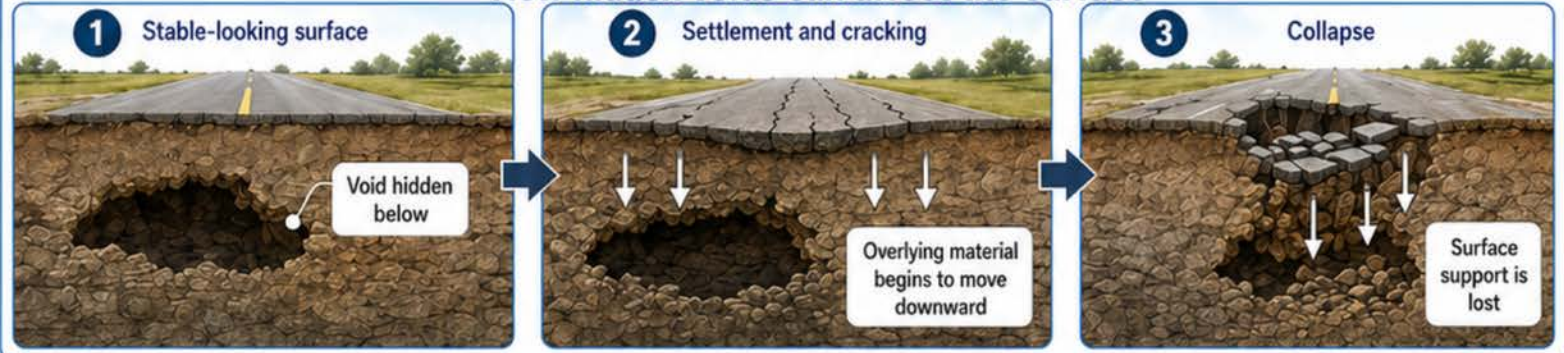 1 Stable-looking surface
Void hidden
below
2 Settlement and cracking
Overlying material
begins to move
downward
3 Collapse
Surface
support is
lost